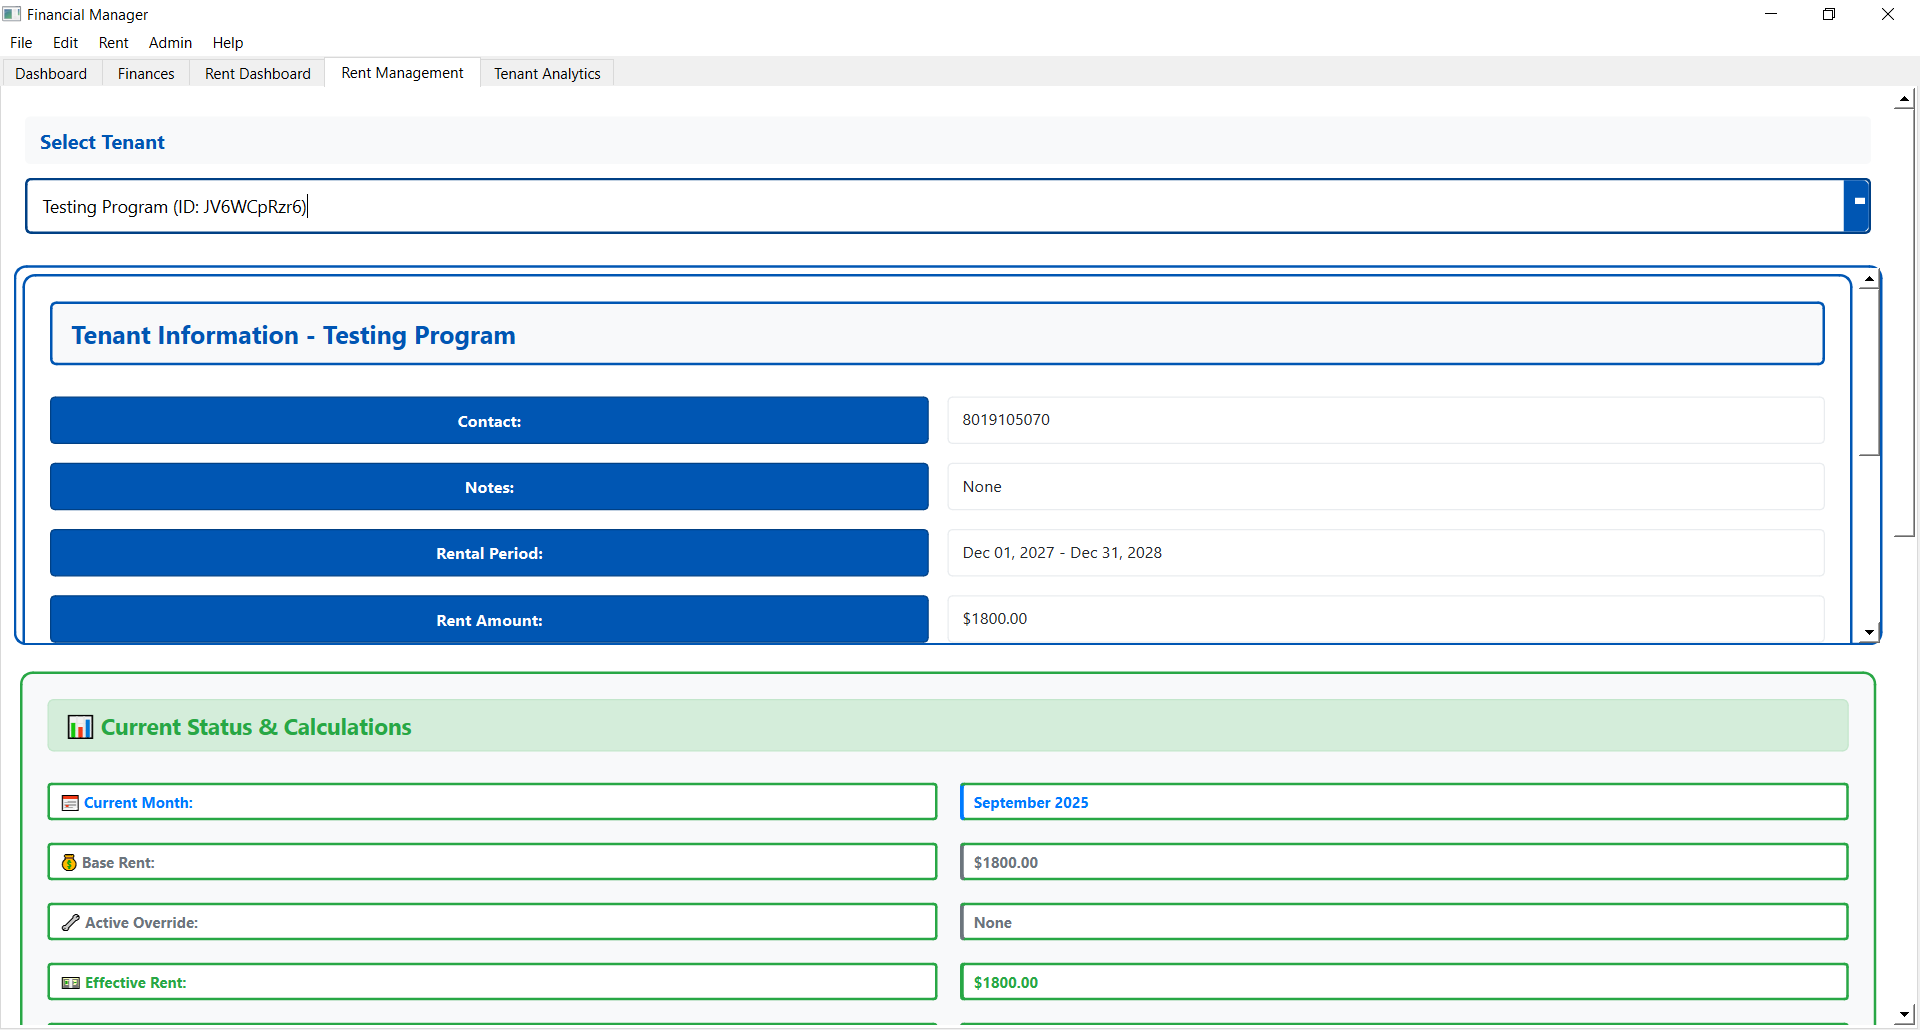 Financial Manager
File Edit Rent Admin Help
Dashboard Finances Rent Dashboard Rent Management Tenant Analytics
Select Tenant
Testing Program (ID: JV6WCpRzr6)
Tenant Information - Testing Program
Contact: 8019105070
Notes: None
Rental Period: Dec 01, 2027 - Dec 31, 2028
Rent Amount: $1800.00
Current Status & Calculations
Current Month: September 2025
Base Rent: $1800.00
Active Override: None
Effective Rent: $1800.00